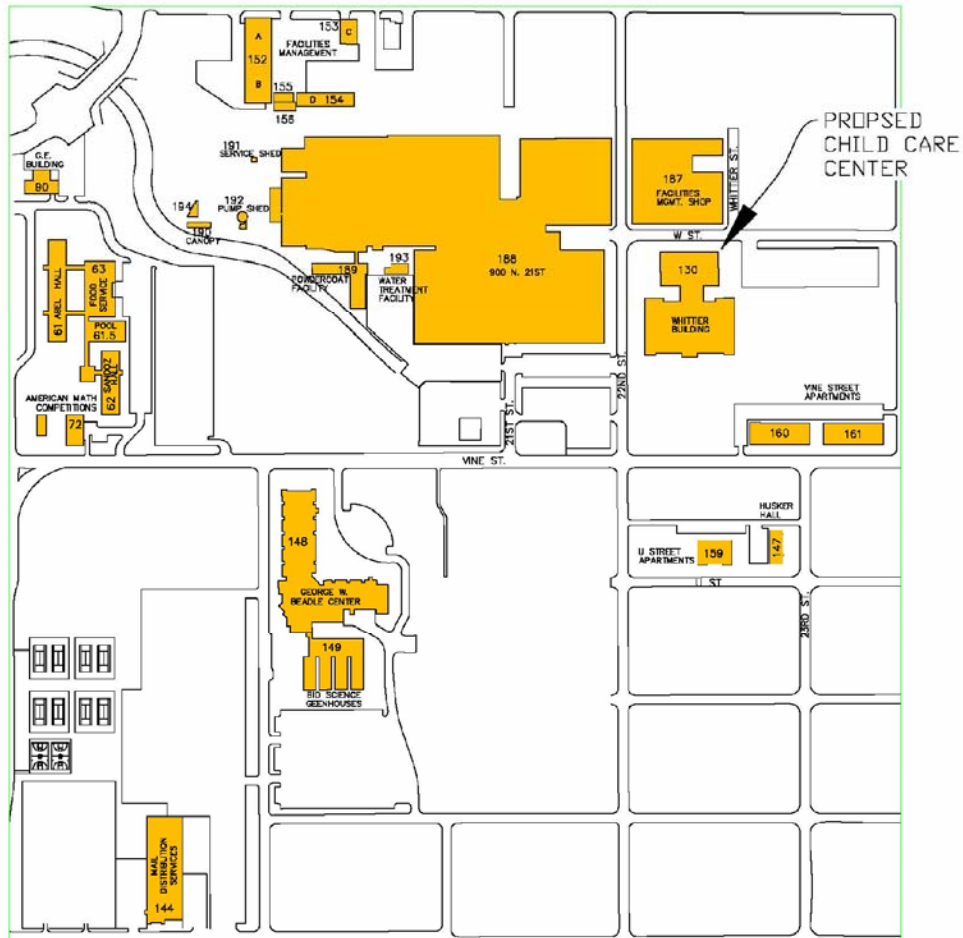 A
152
B
153
C
FACILITIES
MANAGEMENT
155
D 154
156
PROPSED
CHILD CARE
CENTER
191
SERVICE SHED
C.E.
BUILDING
80
194
192
PUMP SHED
190
CANOPY
187
FACILITIES
MGMT. SHOP
WHITTIER ST.
W ST.
188
900 N. 21ST
189
POWDERCOAT
FACILITY
193
WATER
TREATMENT
FACILITY
130
WHITTIER
BUILDING
61 ABEL HALL
63
FOOD
SERVICE
POOL
61.5
SANDOZ
HALL
62
AMERICAN MATH
COMPETITIONS
72
22ND ST.
21ST ST.
VINE STREET
APARTMENTS
160
161
VINE ST.
HUSKER
HALL
147
U STREET
APARTMENTS
159
U ST.
23RD ST.
148
GEORGE W.
BEADLE CENTER
149
BIO SCIENCE
GEENHOUSES
MAIL
DISTRIBUTION
SERVICES
144